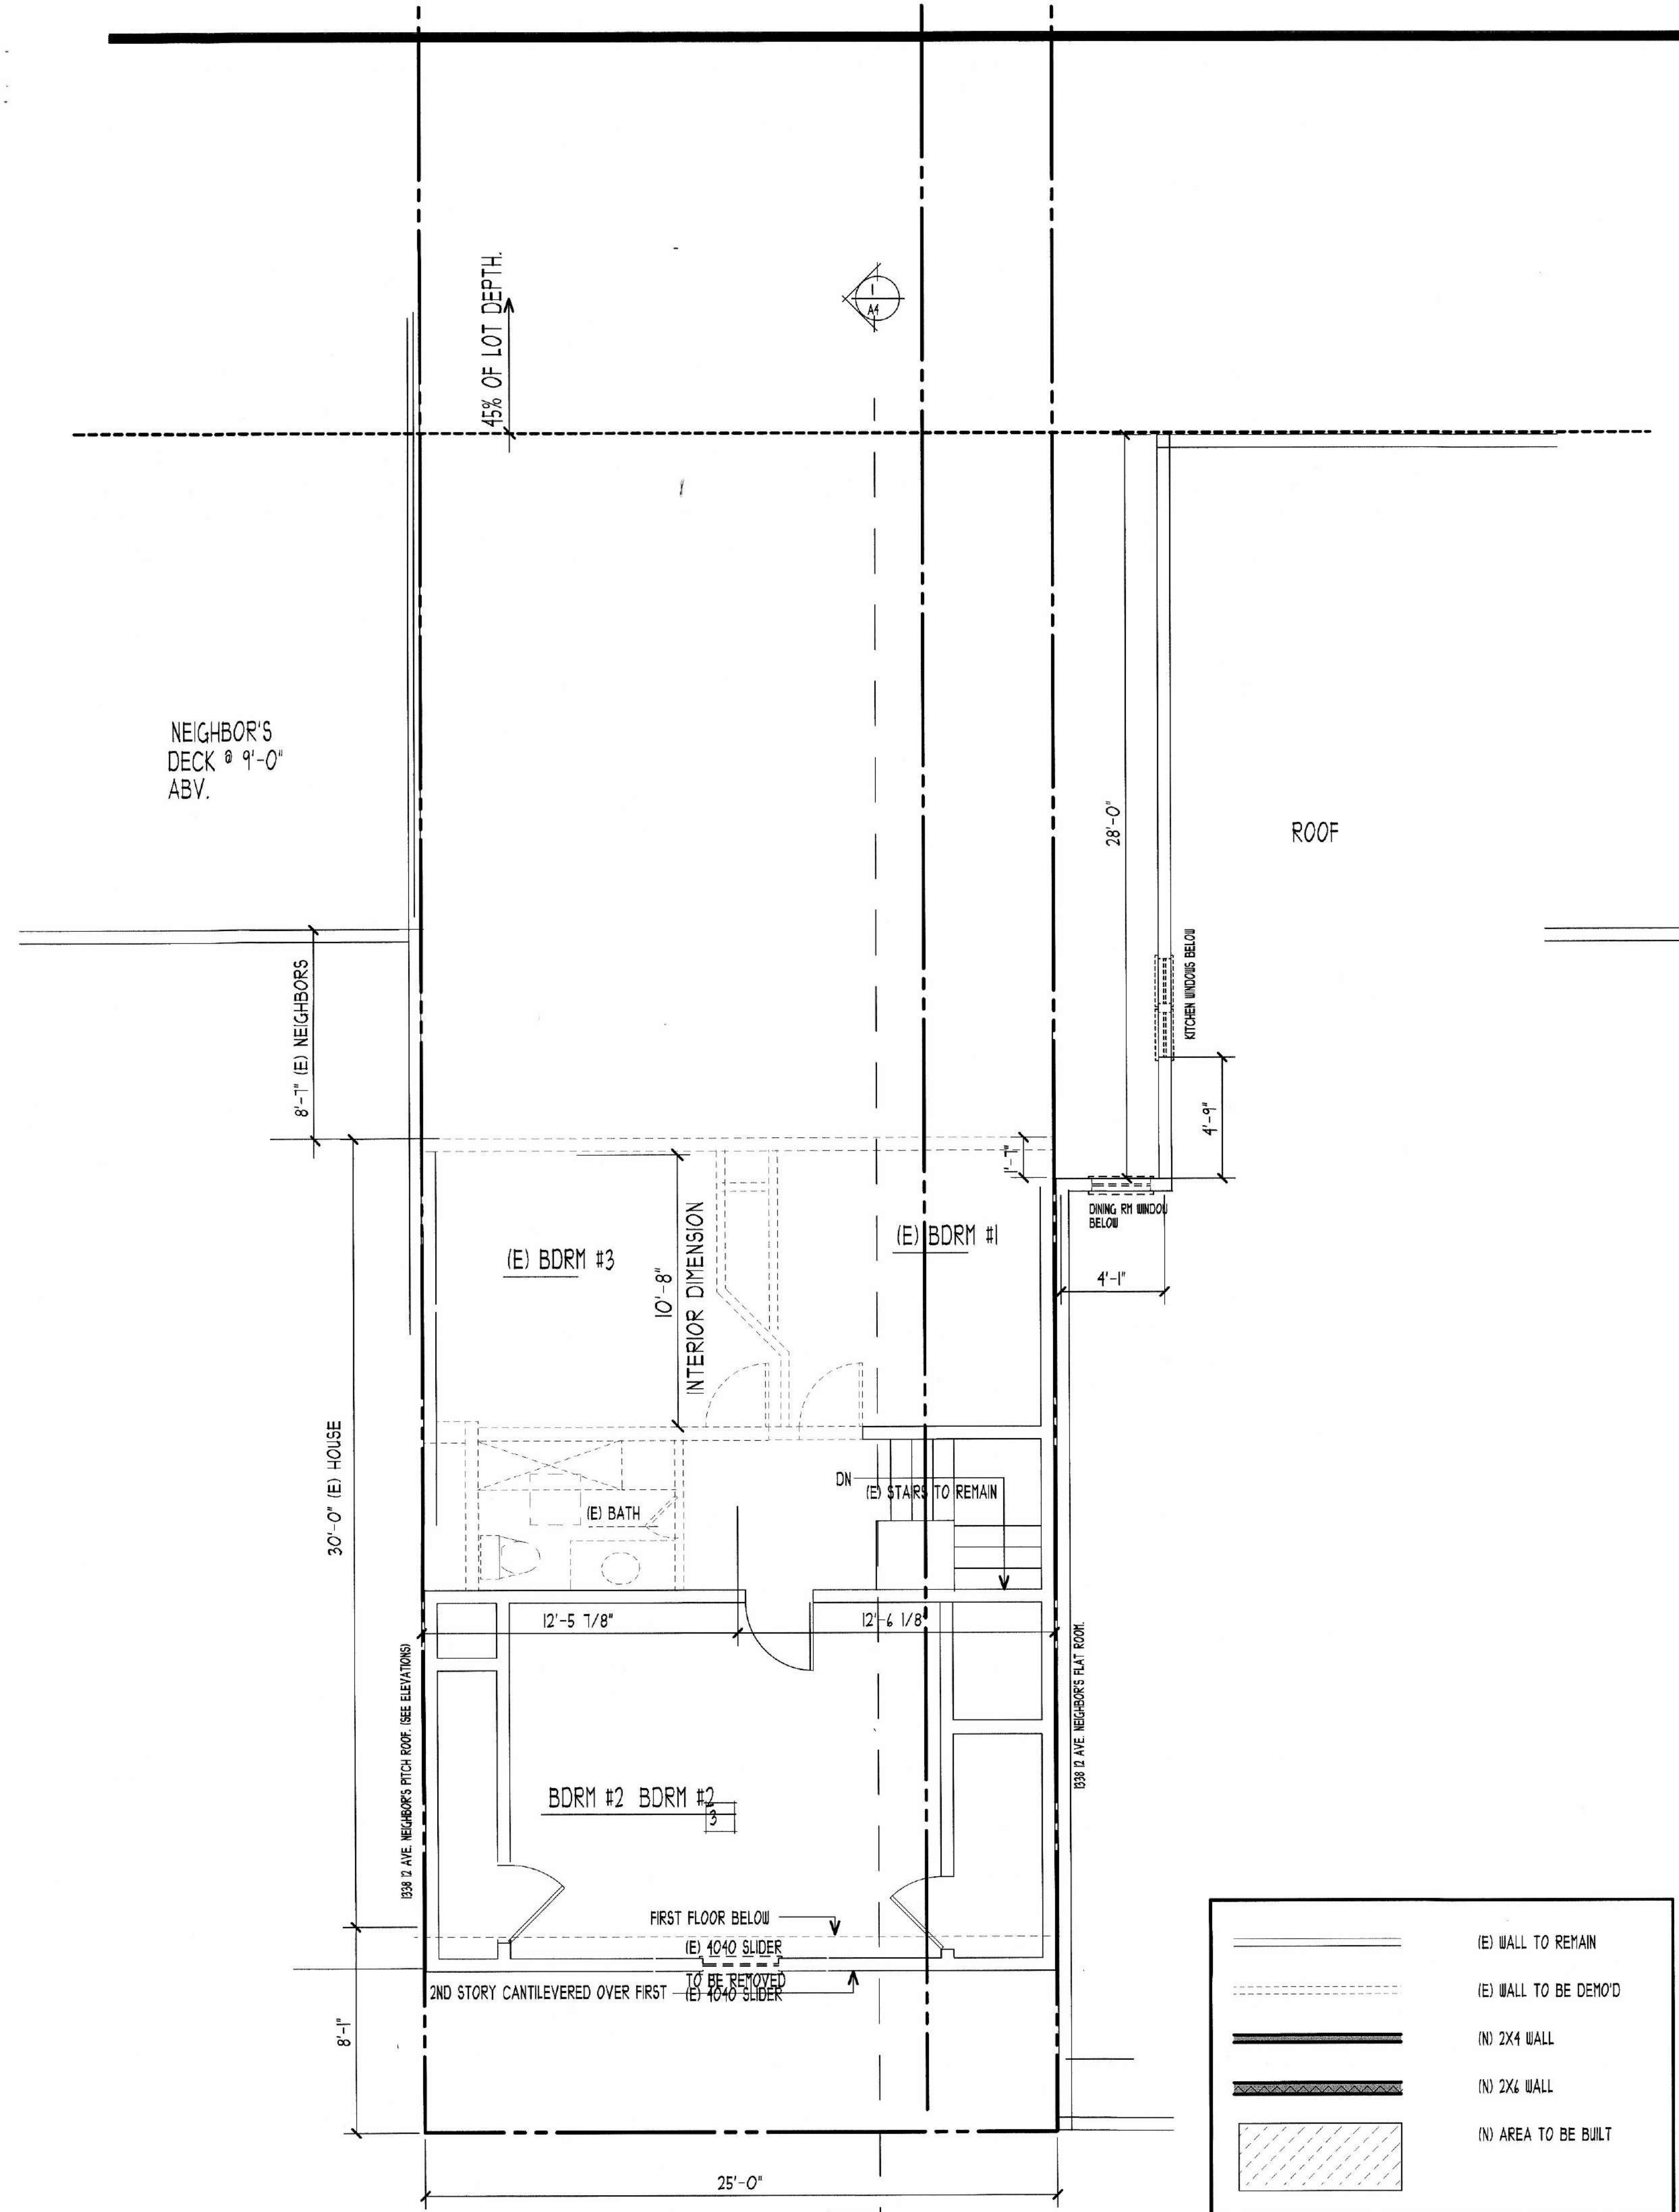 45% OF LOT DEPTH.
1
A4
NEIGHBOR'S
DECK @ 9'-0"
ABV.
28'-0"
ROOF
8'-7" (E) NEIGHBORS
KITCHEN WINDOWS BELOW
4'-9"
1'-7"
DINING RM WINDOW
BELOW
4'-1"
(E) BDRM #3
10'-8"
INTERIOR DIMENSION
(E) BDRM #1
30'-0" (E) HOUSE
DN
(E) STAIRS TO REMAIN
(E) BATH
12'-5 7/8"
12'-6 1/8"
1338 12 AVE. NEIGHBOR'S PITCH ROOF. (SEE ELEVATIONS)
1338 12 AVE. NEIGHBOR'S FLAT ROOM.
BDRM #2 BDRM #2
3
FIRST FLOOR BELOW
(E) 4040 SLIDER
TO BE REMOVED
2ND STORY CANTILEVERED OVER FIRST
(E) 4040 SLIDER
8'-1"
25'-0"
(E) WALL TO REMAIN
(E) WALL TO BE DEMO'D
(N) 2X4 WALL
(N) 2X6 WALL
(N) AREA TO BE BUILT